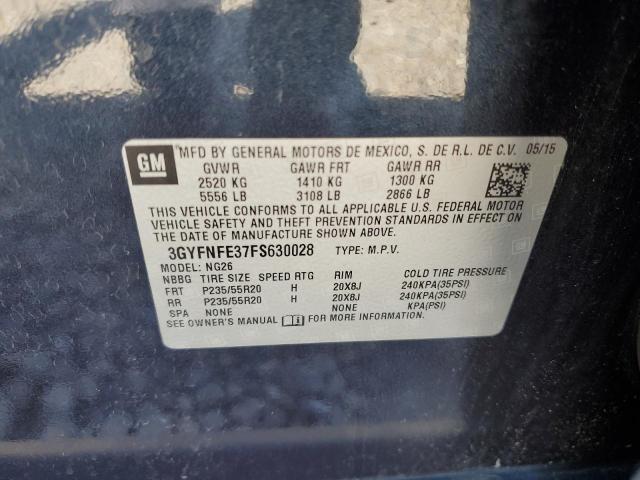 GM
MFD BY GENERAL MOTORS DE MEXICO, S. DE R.L. DE C.V. 05/15
GVWR GAWR FRT GAWR RR
2520 KG 1410 KG 1300 KG
5556 LB 3108 LB 2866 LB
THIS VEHICLE CONFORMS TO ALL APPLICABLE U.S. FEDERAL MOTOR
VEHICLE SAFETY AND THEFT PREVENTION STANDARDS IN EFFECT ON
THE DATE OF MANUFACTURE SHOWN ABOVE.
3GYFNFE37FS630028 TYPE: M.P.V.
MODEL: NG26
NBBG TIRE SIZE SPEED RTG RIM COLD TIRE PRESSURE
FRT P235/55R20 H 20X8J 240KPA(35PSI)
RR P235/55R20 H 20X8J 240KPA(35PSI)
SPA NONE NONE KPA(PSI)
SEE OWNER'S MANUAL FOR MORE INFORMATION.